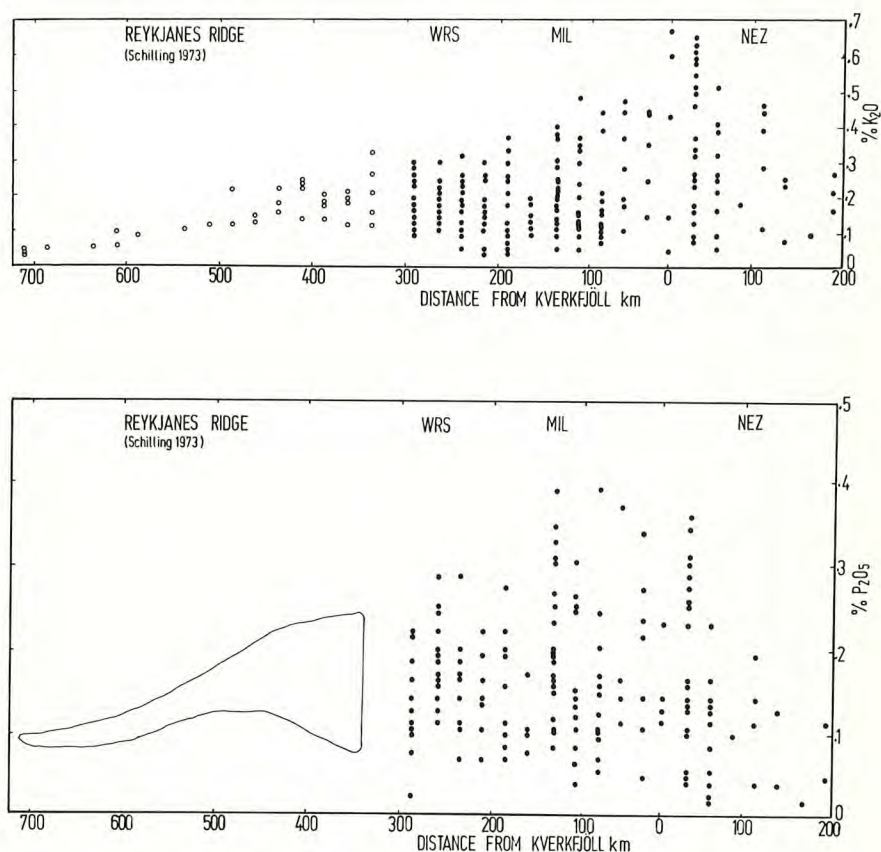 REYKJANES RIDGE WRS MIL NEZ
(Schilling 1973)
.7
.6
.5
.4
.3
.2
.1
0
% K₂O
700 600 500 400 300 200 100 0 100 200
DISTANCE FROM KVERKFJÖLL km
REYKJANES RIDGE WRS MIL NEZ
(Schilling 1973)
.5
.4
.3
.2
.1
0
% P₂O₅
700 600 500 400 300 200 100 0 100 200
DISTANCE FROM KVERKFJÖLL km